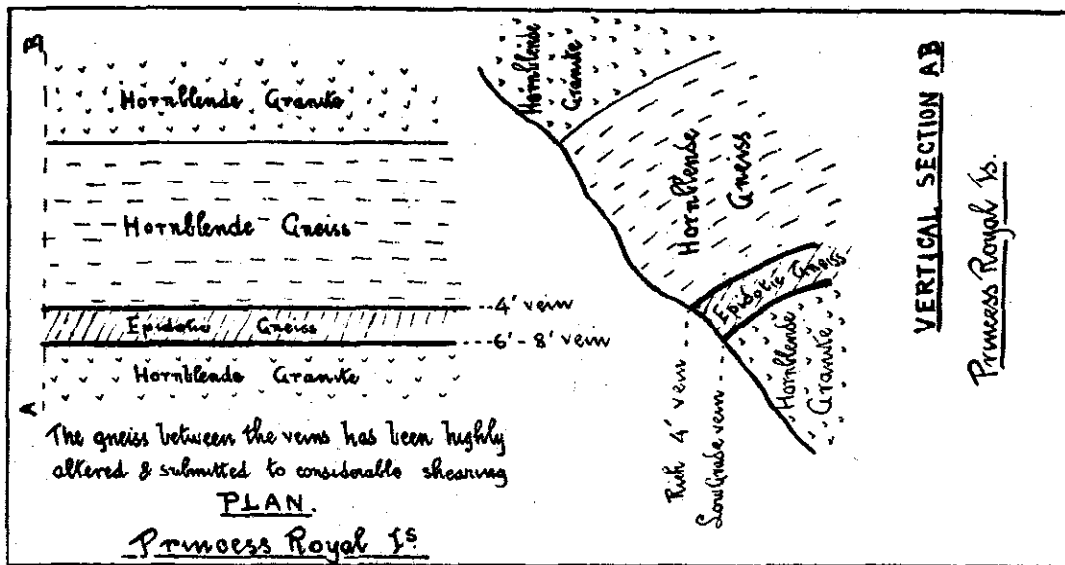 B
Hornblende Granite
Hornblende Gneiss
4' vein
Epidotic Gneiss
6'-8' vein
Hornblende Granite
A
The gneiss between the veins has been highly
altered & submitted to considerable shearing
PLAN.
Princess Royal Is.
Hornblende
Granite
Hornblende
Gneiss
Epidotic Gneiss
Hornblende
Granite
Rich 4' vein
Low Grade vein
VERTICAL SECTION AB
Princess Royal Is.